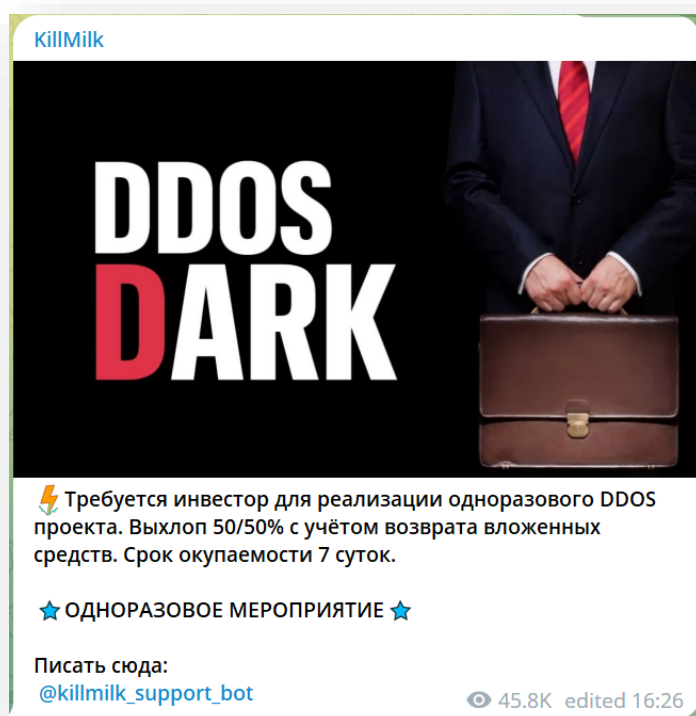 KillMilk
DDOS
DARK
⚡Требуется инвестор для реализации одноразового DDOS
проекта. Выхлоп 50/50% с учётом возврата вложенных
средств. Срок окупаемости 7 суток.
⭐ОДНОРАЗОВОЕ МЕРОПРИЯТИЕ⭐
Писать сюда:
@killmilk_support_bot
45.8K edited 16:26